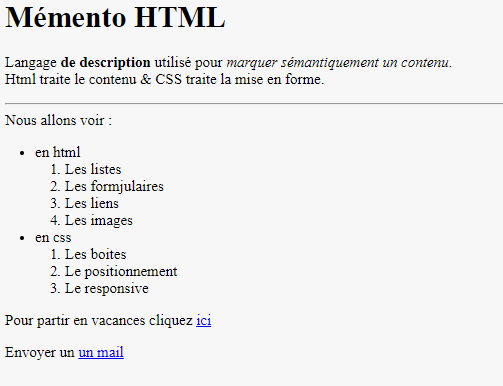 Mémento HTML
Langage de description utilisé pour marquer sémantiquement un contenu.
Html traite le contenu & CSS traite la mise en forme.
Nous allons voir :
• en html
1. Les listes
2. Les formjulaires
3. Les liens
4. Les images
• en css
1. Les boites
2. Le positionnement
3. Le responsive
Pour partir en vacances cliquez ici
Envoyer un un mail